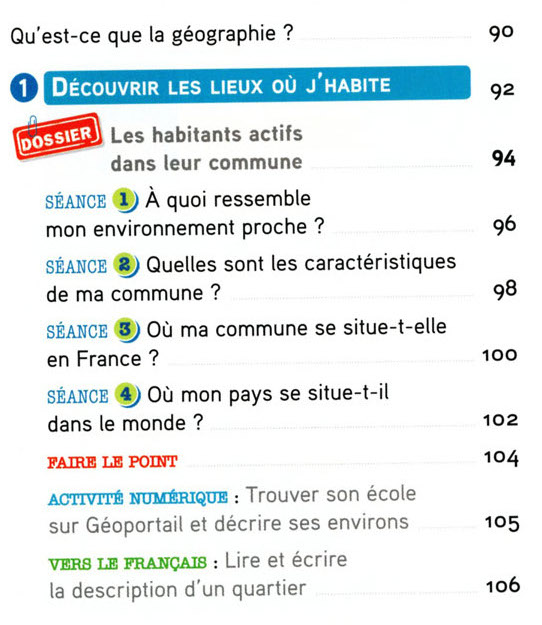 Qu'est-ce que la géographie ? 90
1 DÉCOUVRIR LES LIEUX OÙ J'HABITE 92
DOSSIER Les habitants actifs
dans leur commune 94
SÉANCE 1 À quoi ressemble
mon environnement proche ? 96
SÉANCE 2 Quelles sont les caractéristiques
de ma commune ? 98
SÉANCE 3 Où ma commune se situe-t-elle
en France ? 100
SÉANCE 4 Où mon pays se situe-t-il
dans le monde ? 102
FAIRE LE POINT 104
ACTIVITÉ NUMÉRIQUE : Trouver son école
sur Géoportail et décrire ses environs 105
VERS LE FRANÇAIS : Lire et écrire
la description d'un quartier 106